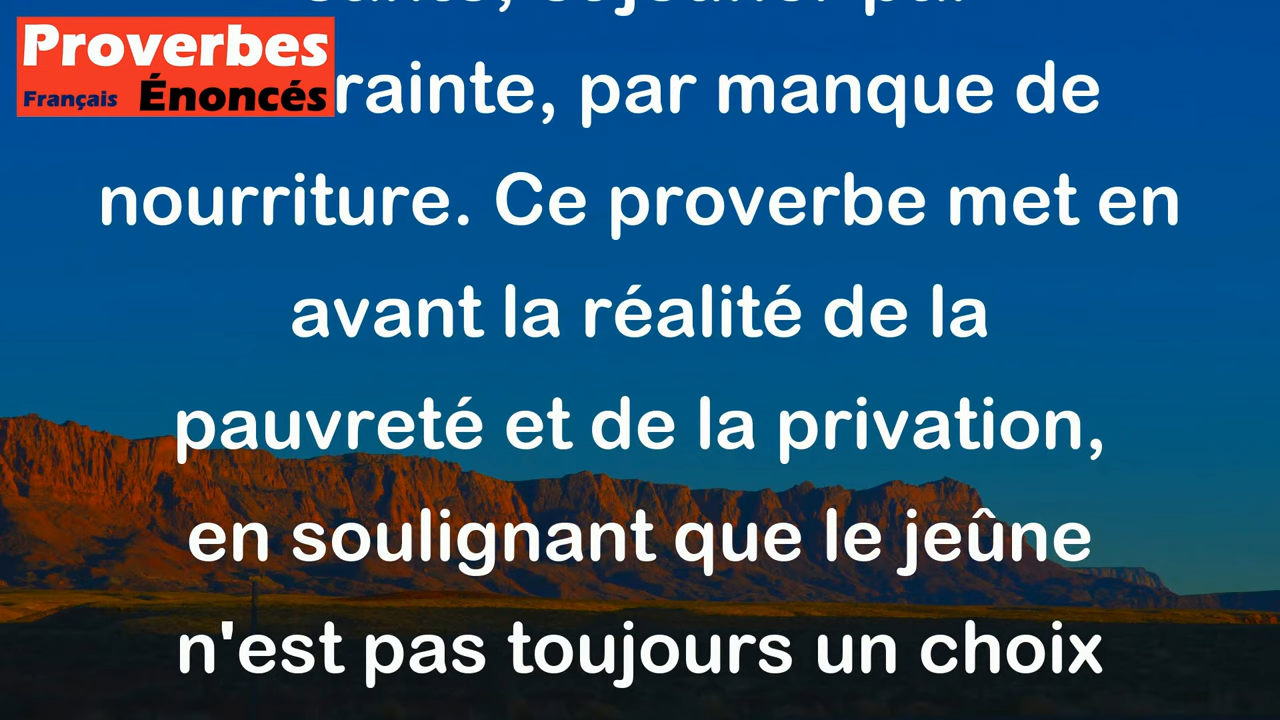 Proverbes
Français Énoncés
rainte, par manque de
nourriture. Ce proverbe met en
avant la réalité de la
pauvreté et de la privation,
en soulignant que le jeûne
n'est pas toujours un choix